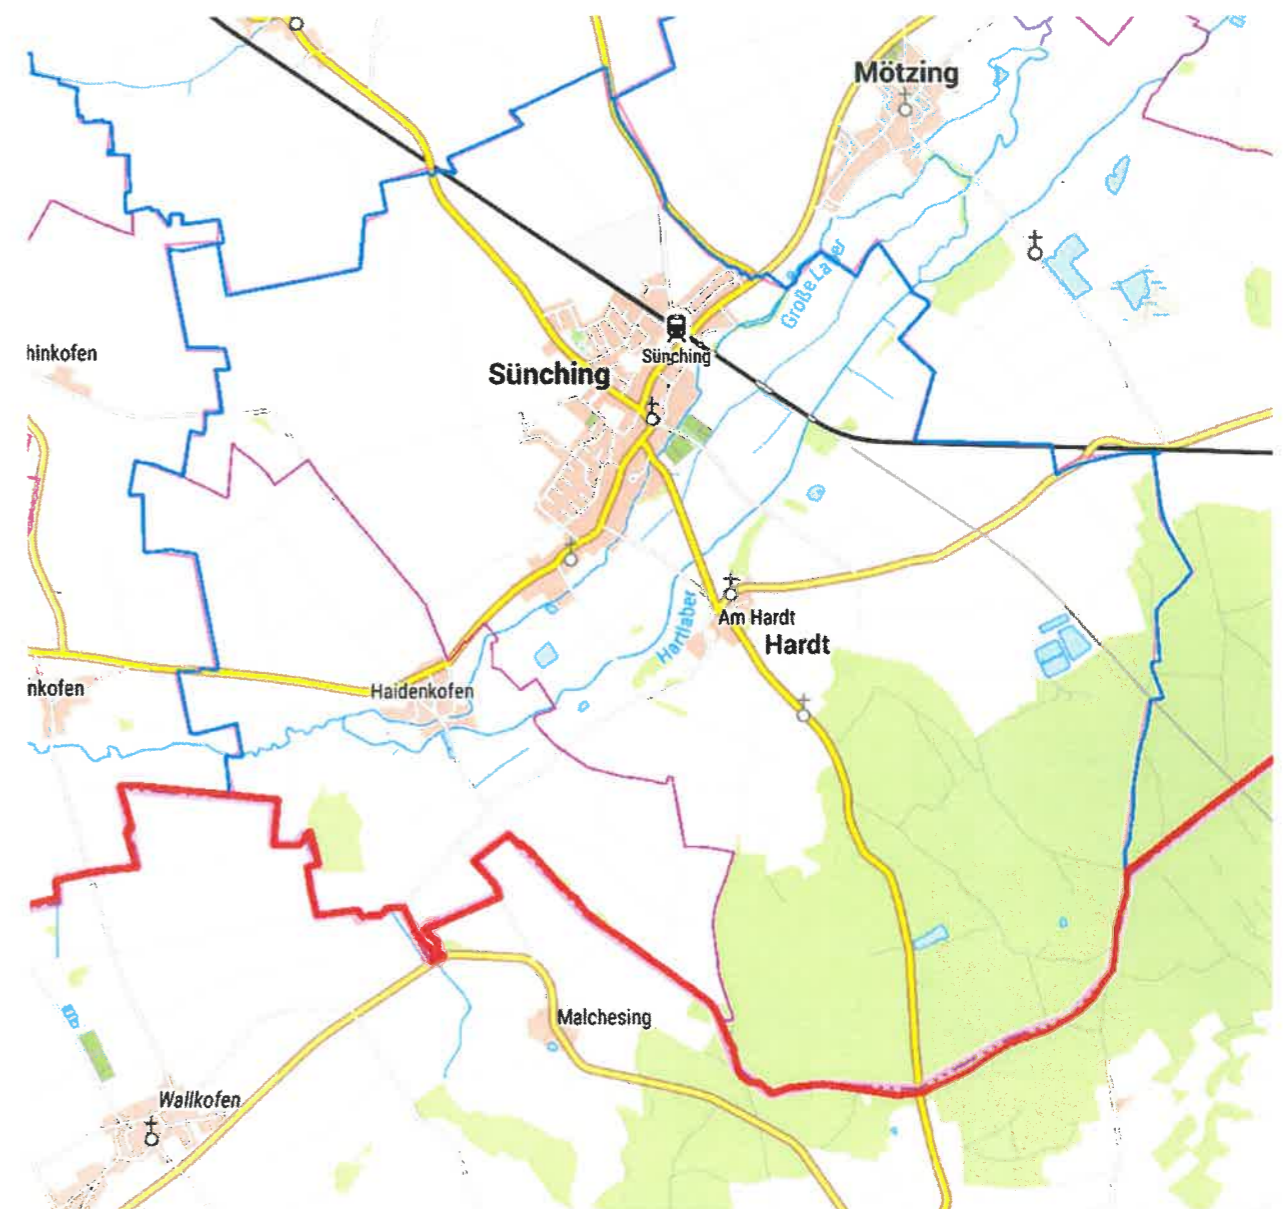 Mötzing
Große Laber
hinkofen
Sünching
Sünching
Am Hardt
Hardt
Hartlaber
nkofen
Haidenkofen
Malchesing
Wallkofen